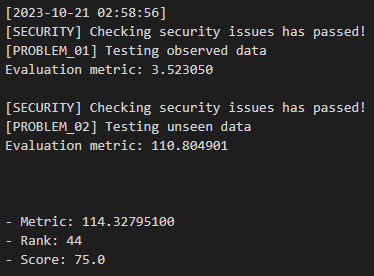 [2023-10-21 02:58:56]
[SECURITY] Checking security issues has passed!
[PROBLEM_01] Testing observed data
Evaluation metric: 3.523050
[SECURITY] Checking security issues has passed!
[PROBLEM_02] Testing unseen data
Evaluation metric: 110.804901
- Metric: 114.32795100
- Rank: 44
- Score: 75.0